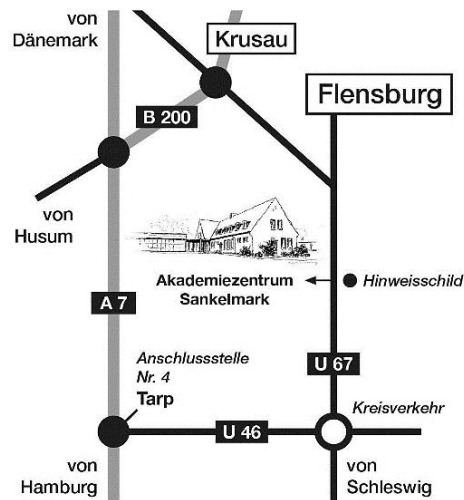 von
Dänemark
Krusau
Flensburg
B 200
von
Husum
Akademiezentrum
Sankelmark
Hinweisschild
A 7
Anschlussstelle
Nr. 4
Tarp
U 67
Kreisverkehr
U 46
von
Hamburg
von
Schleswig